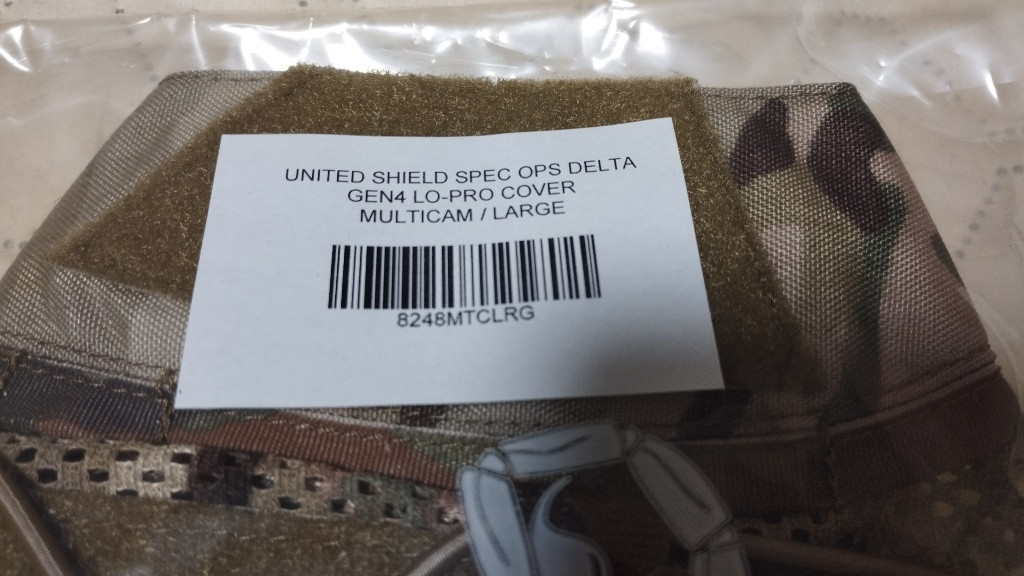 UNITED SHIELD SPEC OPS DELTA
GEN4 LO-PRO COVER
MULTICAM / LARGE
8248MTCLRG